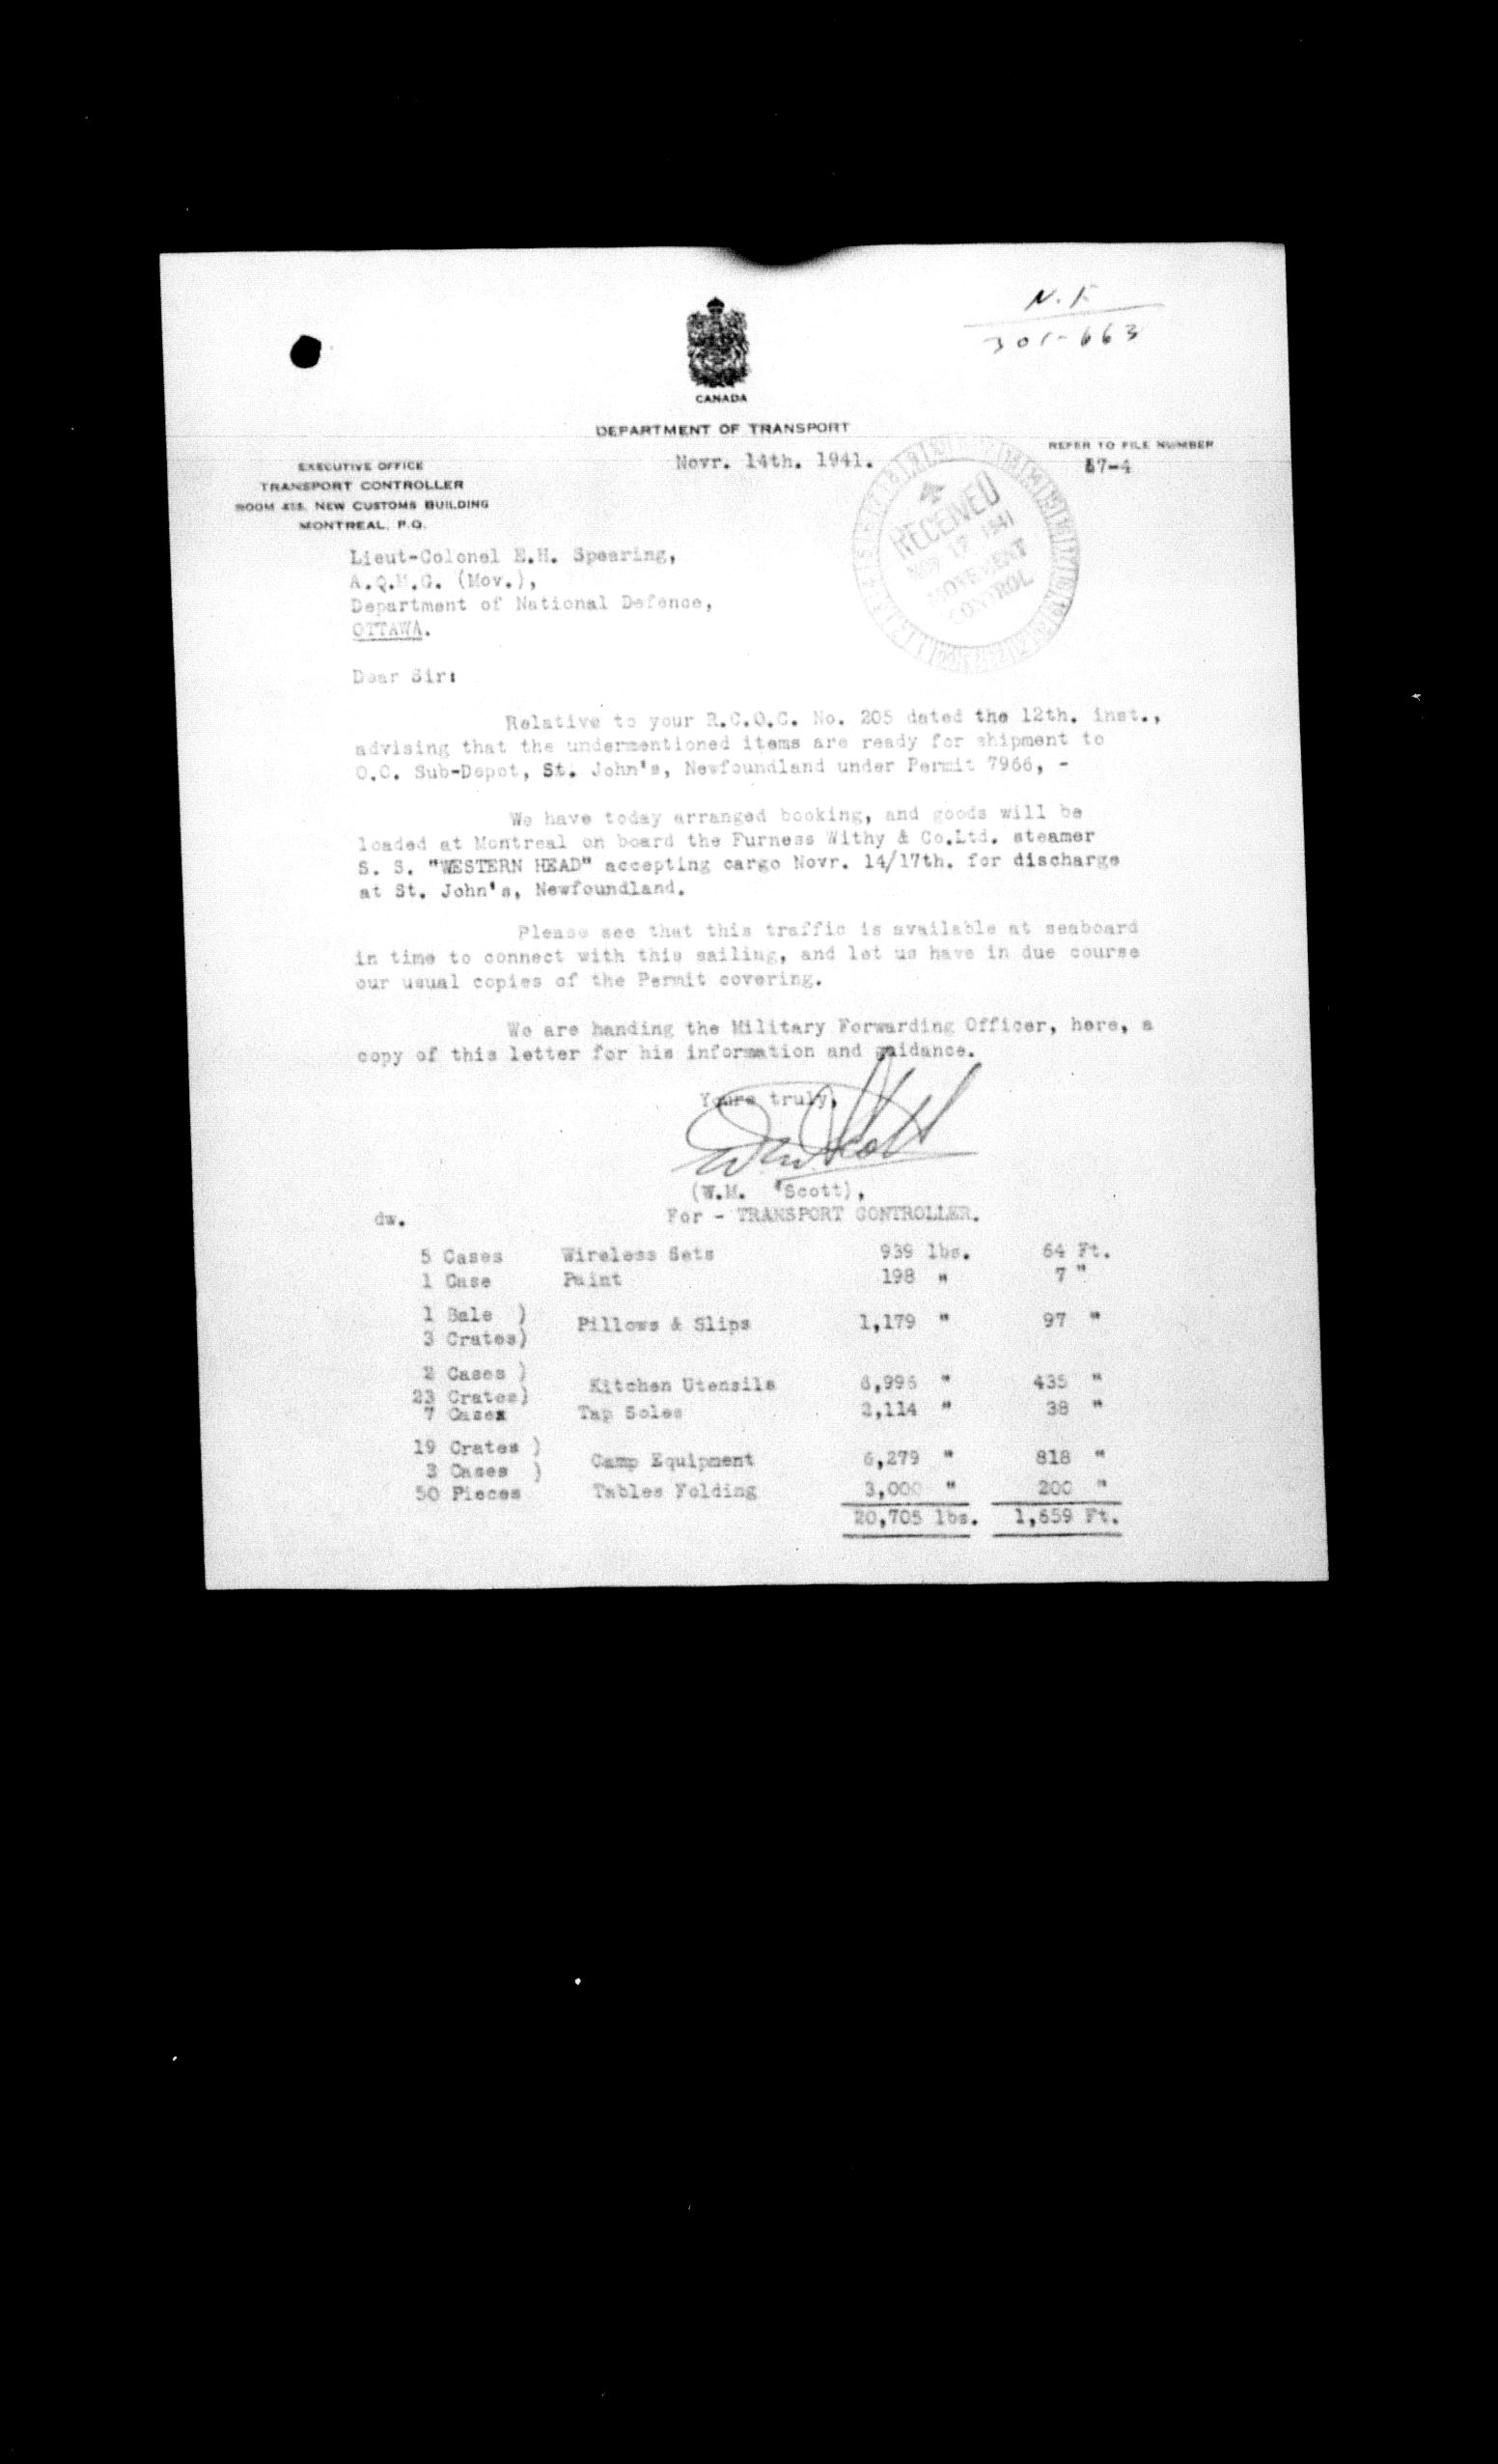 N.F
301-663
CANADA
DEPARTMENT OF TRANSPORT
REFER TO FILE NUMBER
Novr. 14th. 1941.
EXECUTIVE OFFICE
TRANSPORT CONTROLLER
ROOM NEW CUSTOMS BUILDING
MONTREAL, P.Q.
RECEIVED
NOV 17 1941
MOVEMENT
CONTROL
Lieut-Colonel E.H. Spearing,
A.Q.M.G. (Mov.),
Department of National Defence,
OTTAWA.
Dear Sir:
Relative to your R.C.O.C. No. 205 dated the 12th. inst.,
advising that the undermentioned items are ready for shipment to
O.C. Sub-Depot, St. John's, Newfoundland under Permit 7966, -
We have today arranged booking, and goods will be
loaded at Montreal on board the Furness Withy & Co.Ltd. steamer
S. S. "WESTERN HEAD" accepting cargo Novr. 14/17th. for discharge
at St. John's, Newfoundland.
Please see that this traffic is available at seaboard
in time to connect with this sailing, and let us have in due course
our usual copies of the Permit covering.
We are handing the Military Forwarding Officer, here, a
copy of this letter for his information and guidance.
Yours truly,
WM Scott
(W.M. Scott),
dw. For - TRANSPORT CONTROLLER.
5 Cases Wireless Sets 939 lbs. 64 Ft.
1 Case Paint 198 " 7 "
1 Bale )
3 Crates) Pillows & Slips 1,179 " 97 "
2 Cases )
23 Crates) Kitchen Utensils 6,996 " 435 "
7 Cases Tap Soles 2,114 " 38 "
19 Crates )
3 Cases ) Camp Equipment 6,279 " 818 "
50 Pieces Tables Folding 3,000 " 200 "
20,705 lbs. 1,659 Ft.